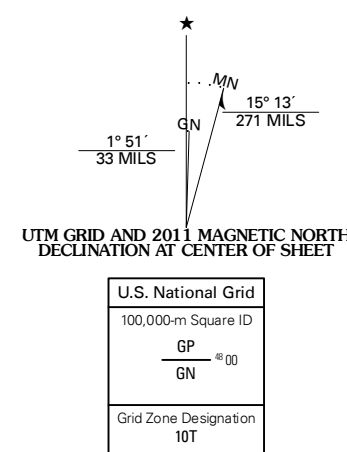 ★
MN
GN
15° 13´
271 MILS
1° 51´
33 MILS
UTM GRID AND 2011 MAGNETIC NORTH
DECLINATION AT CENTER OF SHEET
U.S. National Grid
100,000-m Square ID
GP
48 00
GN
Grid Zone Designation
10T